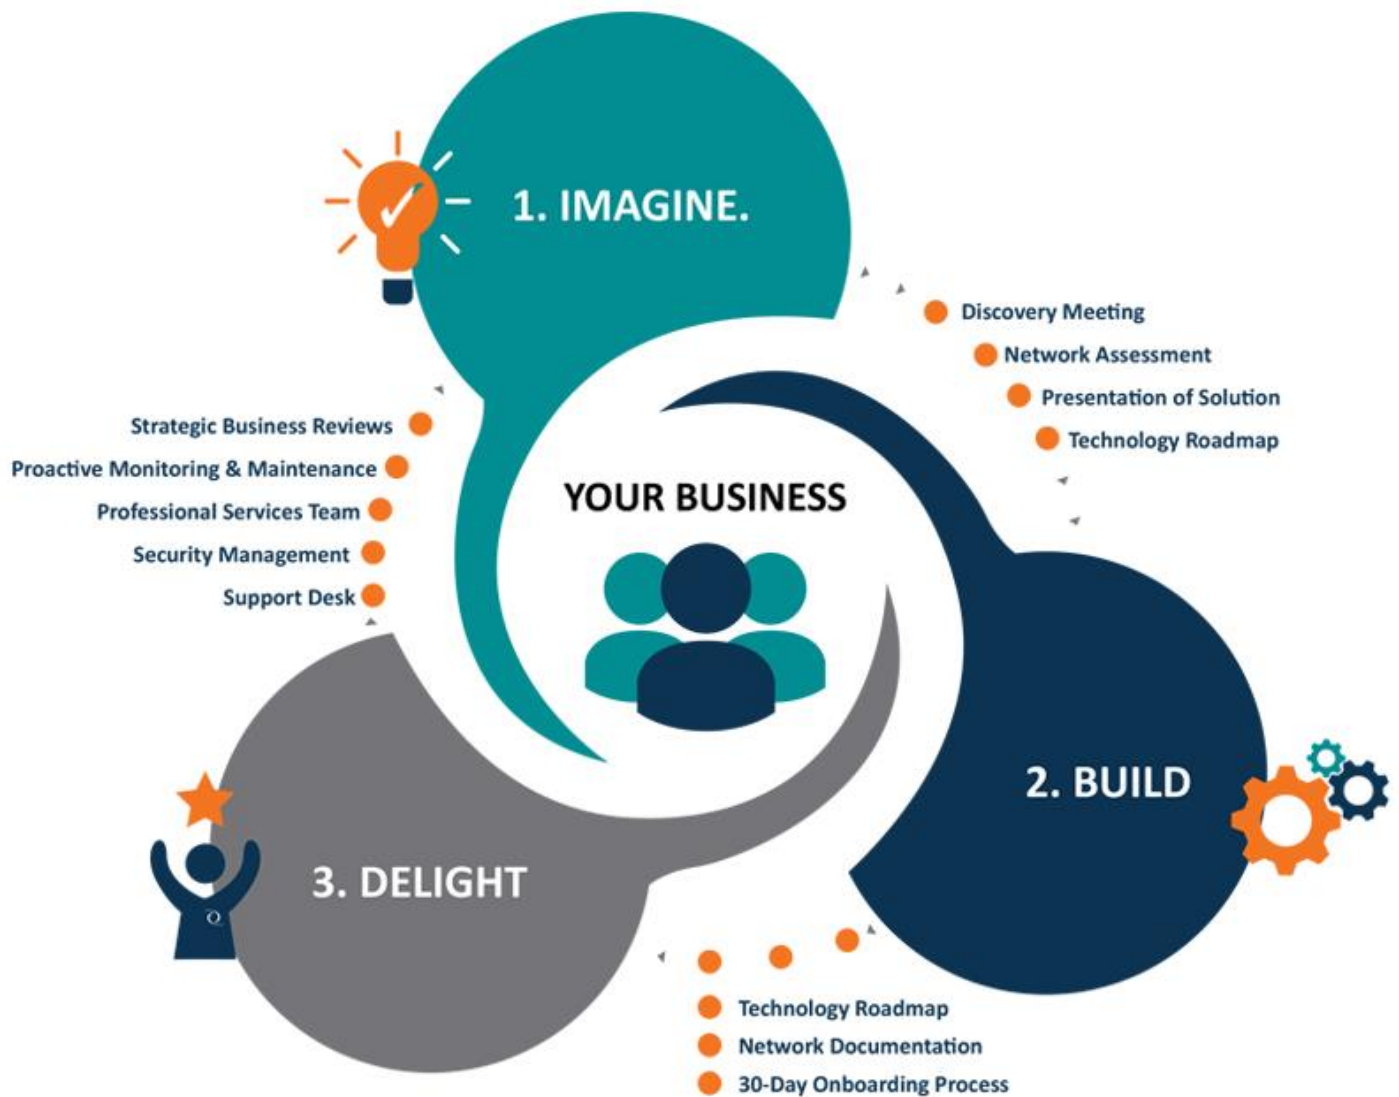 1. IMAGINE.
Discovery Meeting
Network Assessment
Presentation of Solution
Technology Roadmap
Strategic Business Reviews
Proactive Monitoring & Maintenance
Professional Services Team
Security Management
Support Desk
YOUR BUSINESS
2. BUILD
3. DELIGHT
Q
Technology Roadmap
Network Documentation
30-Day Onboarding Process